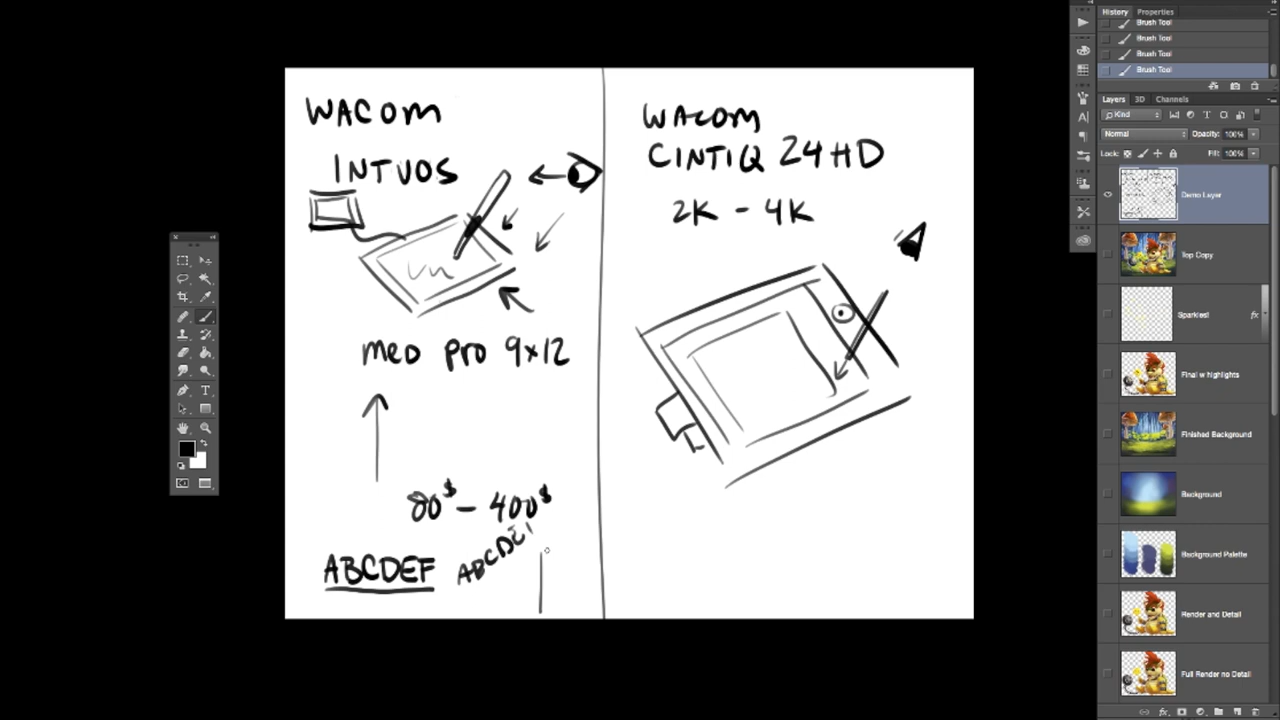 WACOM
INTUOS
MED PRO 9x12
80$ - 400$
ABCDEF
WACOM
CINTIQ 24HD
2K - 4K
History Properties
Brush Tool
Brush Tool
Brush Tool
Brush Tool
Layers 3D Channels
Kind
Normal Opacity: 100%
Lock: Fill: 100%
Demo Layer
Top Copy
Sparkles!
fx
Final w highlights
Finished Background
Background
Background Palette
Render and Detail
Full Render no Detail